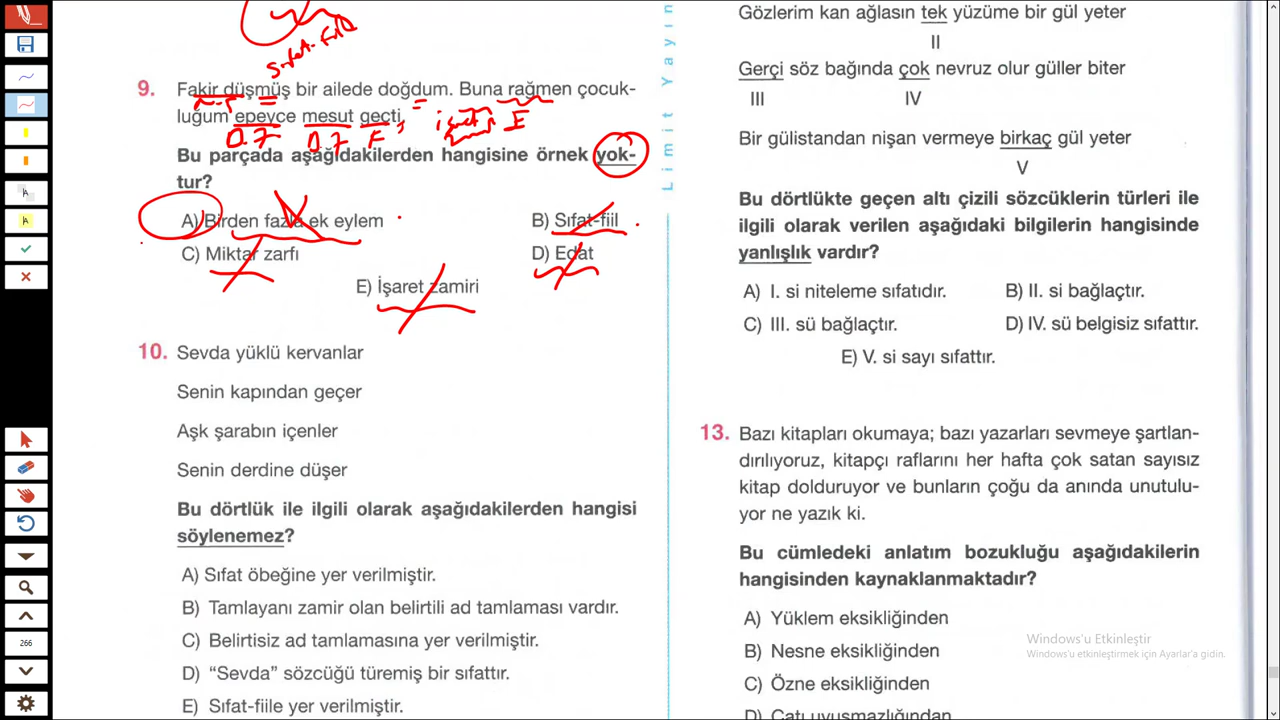 sıfat-fiil
9. Fakir düşmüş bir ailede doğdum. Buna rağmen çocuk-
luğum epeyce mesut geçti.
E
Bu parçada aşağıdakilerden hangisine örnek yok-
tur?
A) Birden fazla ek eylem
B) Sıfat-fiil
C) Miktar zarfı
D) Edat
E) İşaret zamiri
10. Sevda yüklü kervanlar
Senin kapından geçer
Aşk şarabın içenler
Senin derdine düşer
Bu dörtlük ile ilgili olarak aşağıdakilerden hangisi
söylenemez?
A) Sıfat öbeğine yer verilmiştir.
B) Tamlayanı zamir olan belirtili ad tamlaması vardır.
C) Belirtisiz ad tamlamasına yer verilmiştir.
D) “Sevda” sözcüğü türemiş bir sıfattır.
E) Sıfat-fiile yer verilmiştir.
266
Limit Yayın
Gözlerim kan ağlasın tek yüzüme bir gül yeter
II
Gerçi söz bağında çok nevruz olur güller biter
III IV
Bir gülistandan nişan vermeye birkaç gül yeter
V
Bu dörtlükte geçen altı çizili sözcüklerin türleri ile
ilgili olarak verilen aşağıdaki bilgilerin hangisinde
yanlışlık vardır?
A) I. si niteleme sıfatıdır.
B) II. si bağlaçtır.
C) III. sü bağlaçtır.
D) IV. sü belgisiz sıfattır.
E) V. si sayı sıfattır.
13. Bazı kitapları okumaya; bazı yazarları sevmeye şartlan-
dırılıyoruz, kitapçı raflarını her hafta çok satan sayısız
kitap dolduruyor ve bunların çoğu da anında unutulu-
yor ne yazık ki.
Bu cümledeki anlatım bozukluğu aşağıdakilerin
hangisinden kaynaklanmaktadır?
A) Yüklem eksikliğinden
B) Nesne eksikliğinden
C) Özne eksikliğinden
D) Çatı uyuşmazlığından
Windows'u Etkinleştir
Windows'u etkinleştirmek için Ayarlar'a gidin.